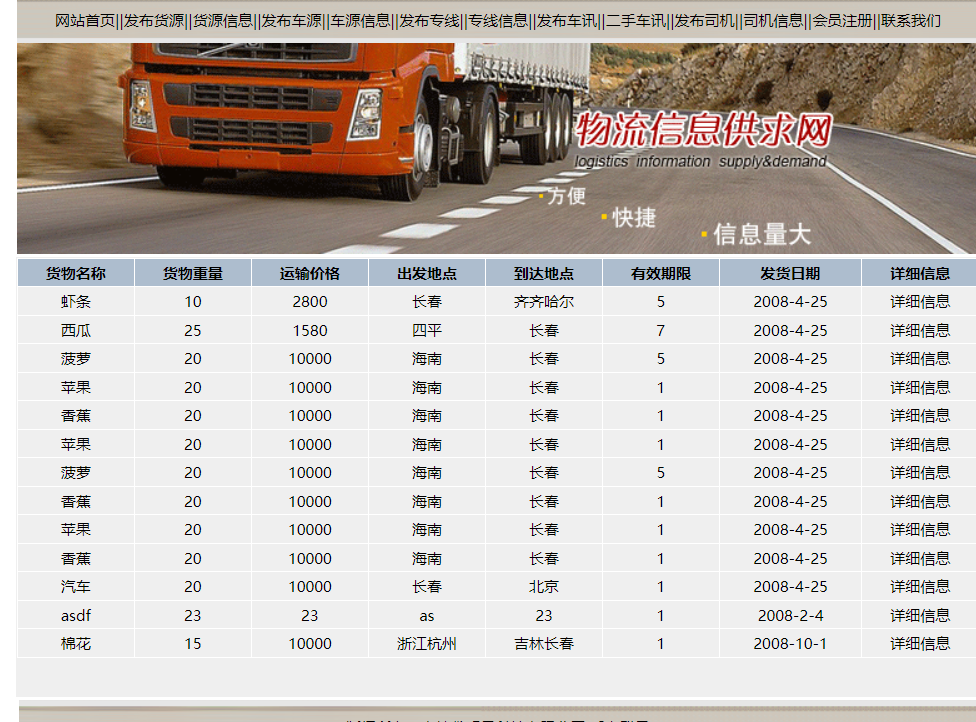 网站首页||发布货源||货源信息||发布车源||车源信息||发布专线||专线信息||发布车讯||二手车讯||发布司机||司机信息||会员注册||联系我们
物流信息供求网
logistics information supply&demand
方便
快捷
信息量大
货物名称 货物重量 运输价格 出发地点 到达地点 有效期限 发货日期 详细信息
虾条 10 2800 长春 齐齐哈尔 5 2008-4-25 详细信息
西瓜 25 1580 四平 长春 7 2008-4-25 详细信息
菠萝 20 10000 海南 长春 5 2008-4-25 详细信息
苹果 20 10000 海南 长春 1 2008-4-25 详细信息
香蕉 20 10000 海南 长春 1 2008-4-25 详细信息
苹果 20 10000 海南 长春 1 2008-4-25 详细信息
菠萝 20 10000 海南 长春 5 2008-4-25 详细信息
香蕉 20 10000 海南 长春 1 2008-4-25 详细信息
苹果 20 10000 海南 长春 1 2008-4-25 详细信息
香蕉 20 10000 海南 长春 1 2008-4-25 详细信息
汽车 20 10000 长春 北京 1 2008-4-25 详细信息
asdf 23 23 as 23 1 2008-2-4 详细信息
棉花 15 10000 浙江杭州 吉林长春 1 2008-10-1 详细信息